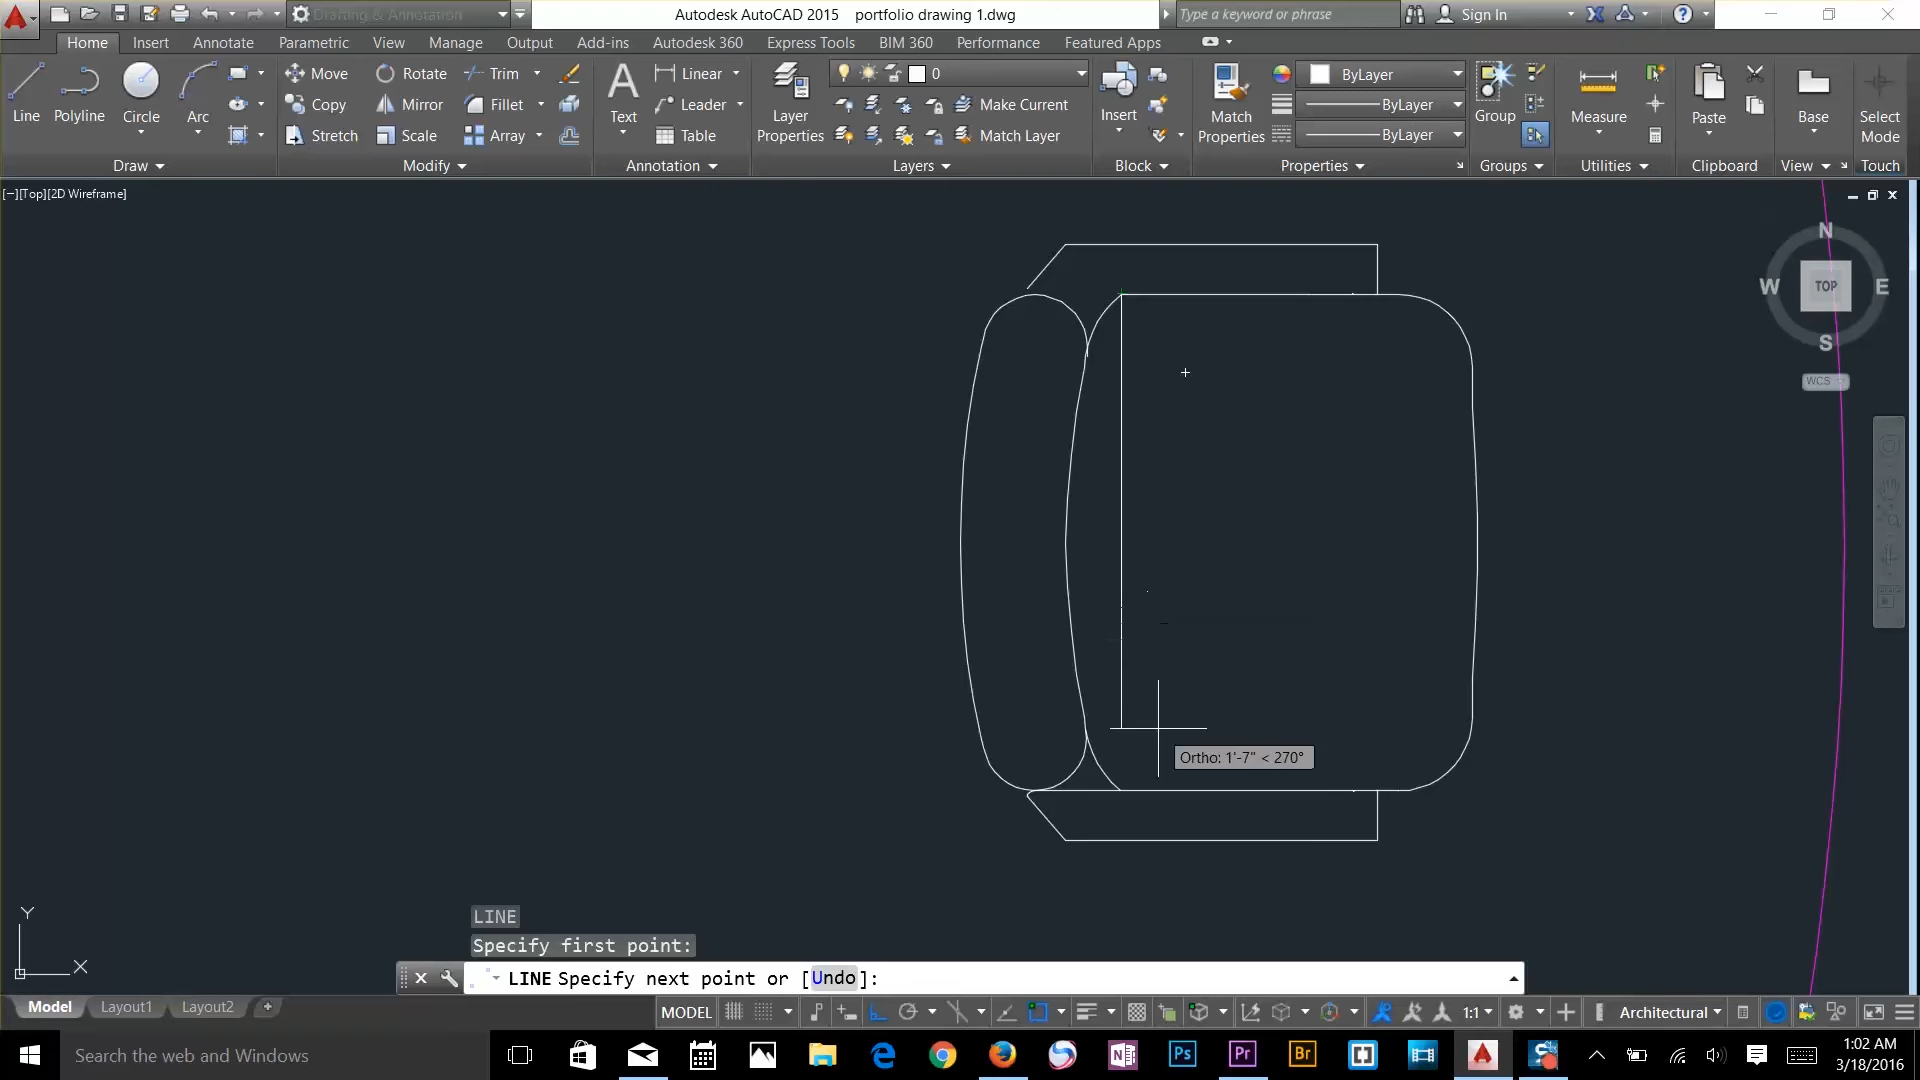 Drafting & Annotation
Autodesk AutoCAD 2015 portfolio drawing 1.dwg
Type a keyword or phrase
Sign In
Home Insert Annotate Parametric View Manage Output Add-ins Autodesk 360 Express Tools BIM 360 Performance Featured Apps
Line Polyline Circle Arc
Move Rotate Trim
Copy Mirror Fillet
Stretch Scale Array
Text
Linear
Leader
Table
Layer Properties
0
Make Current
Match Layer
Insert
Match Properties
ByLayer
ByLayer
ByLayer
Group
Measure
Paste
Base
Select Mode
Draw Modify Annotation Layers Block Properties Groups Utilities Clipboard View Touch
[−][Top][2D Wireframe]
N
W TOP E
S
WCS
Ortho: 1'-7" < 270°
Y
X
LINE
Specify first point:
LINE Specify next point or [Undo]:
Model Layout1 Layout2 +
MODEL
1:1
Architectural
Search the web and Windows
N Ps Pr Br
1:02 AM
3/18/2016